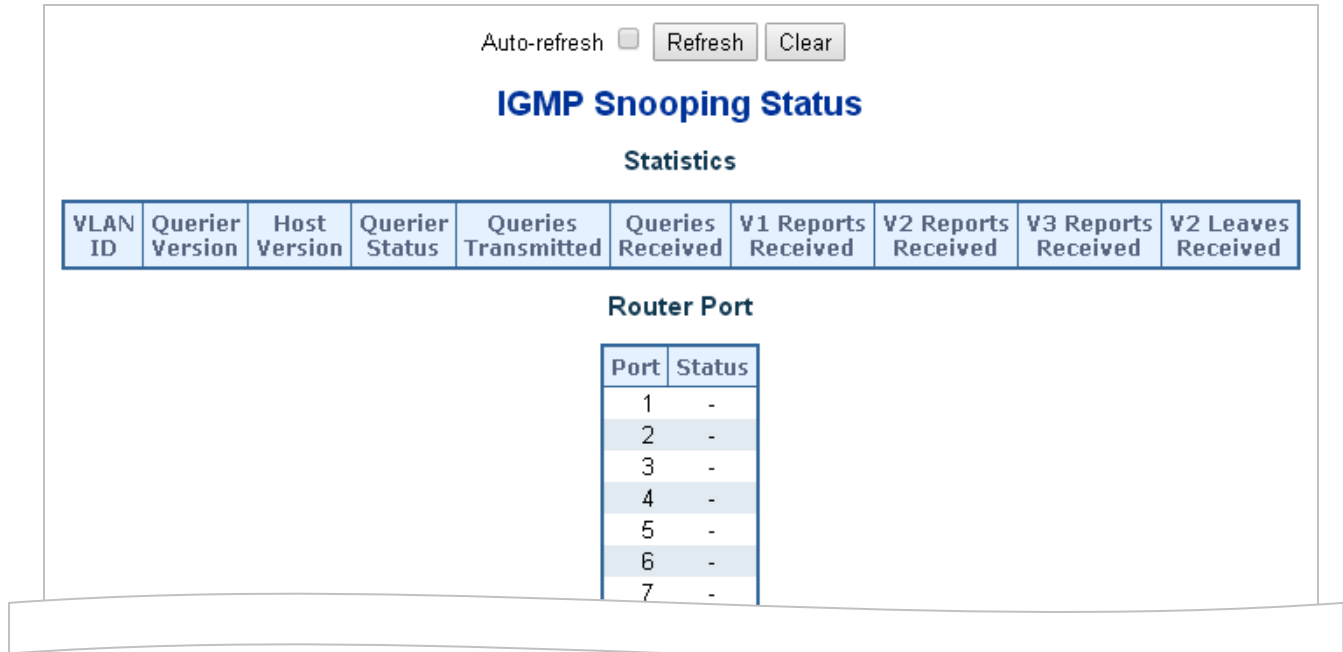 Auto-refresh Refresh Clear
IGMP Snooping Status
Statistics
VLAN ID Querier Version Host Version Querier Status Queries Transmitted Queries Received V1 Reports Received V2 Reports Received V3 Reports Received V2 Leaves Received
Router Port
Port Status
1 -
2 -
3 -
4 -
5 -
6 -
7 -